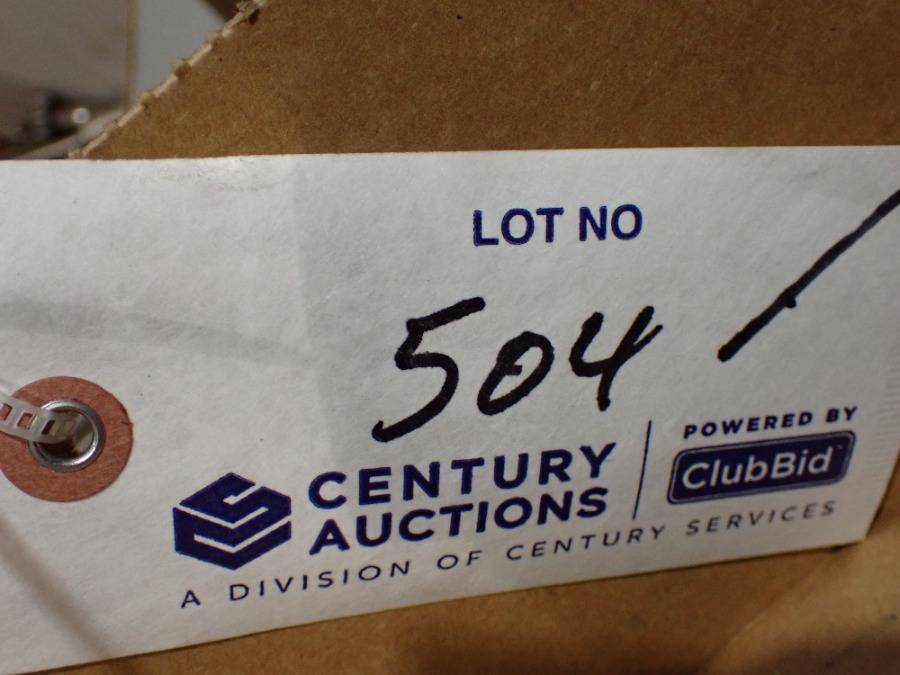 LOT NO
504
CENTURY
AUCTIONS
POWERED BY
ClubBid
A DIVISION OF CENTURY SERVICES